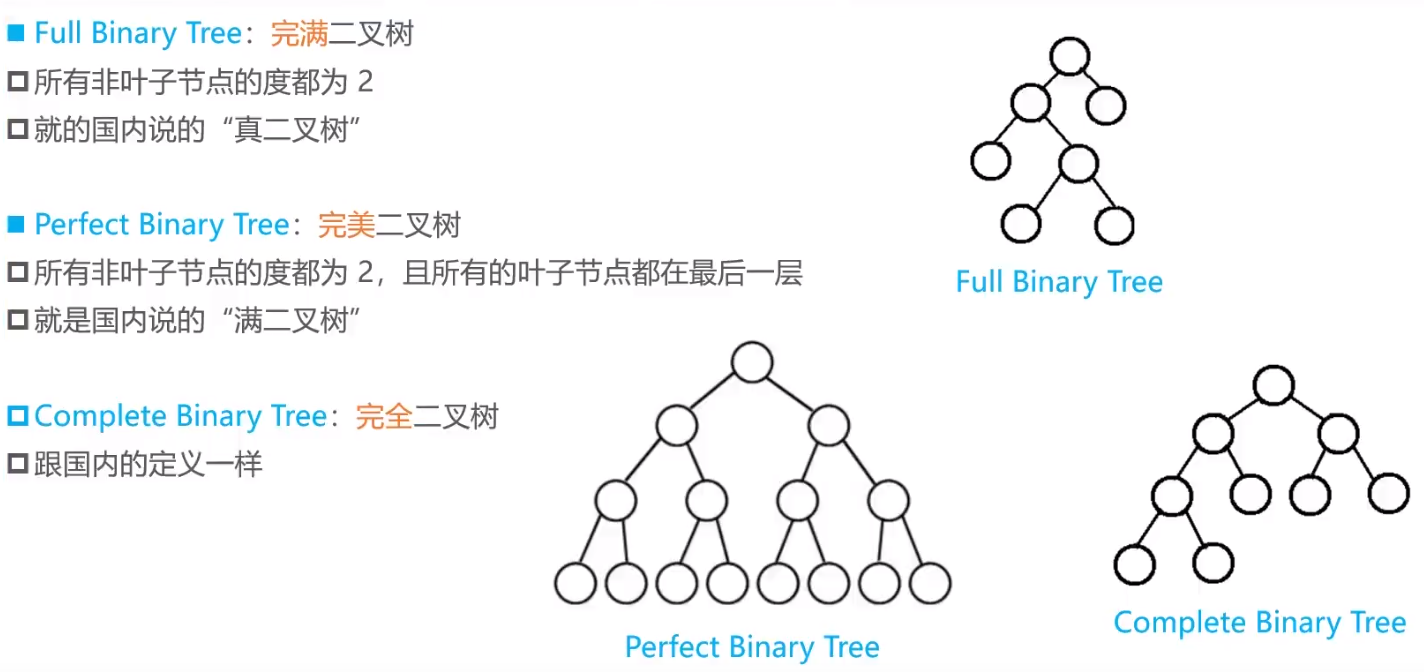 Full Binary Tree：完满二叉树
所有非叶子节点的度都为 2
就的国内说的“真二叉树”
Perfect Binary Tree：完美二叉树
所有非叶子节点的度都为 2，且所有的叶子节点都在最后一层
就是国内说的“满二叉树”
Complete Binary Tree：完全二叉树
跟国内的定义一样
Full Binary Tree
Perfect Binary Tree
Complete Binary Tree